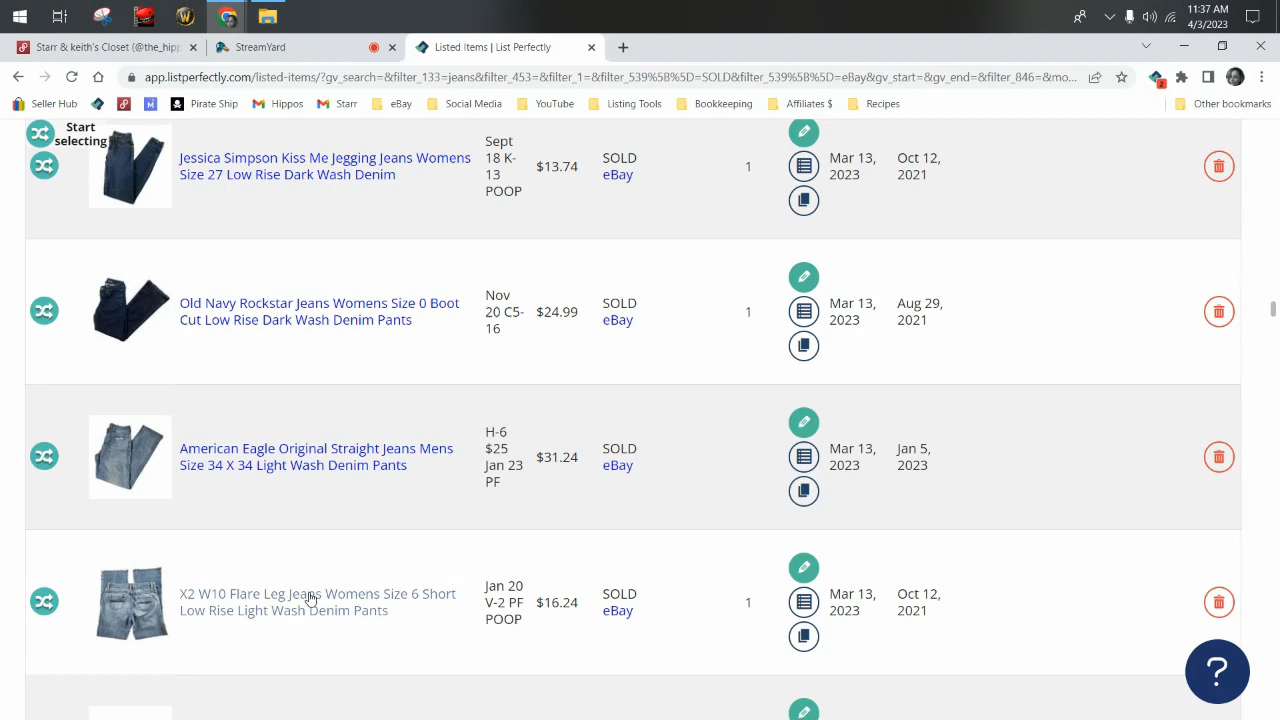 11:37 AM
4/3/2023
Starr & keith's Closet (@the_hipp
StreamYard
Listed Items | List Perfectly
app.listperfectly.com/listed-items/?gv_search=&filter_133=jeans&filter_453=&filter_1=&filter_539%5B%5D=SOLD&filter_539%5B%5D=eBay&gv_start=&gv_end=&filter_846=&mo...
2
Seller Hub
Pirate Ship
Hippos
Starr
eBay
Social Media
YouTube
Listing Tools
Bookkeeping
Affiliates $
Recipes
Other bookmarks
Start
selecting
Jessica Simpson Kiss Me Jegging Jeans Womens
Size 27 Low Rise Dark Wash Denim
Sept
18 K-
13
POOP
$13.74
SOLD
eBay
1
Mar 13,
2023
Oct 12,
2021
Old Navy Rockstar Jeans Womens Size 0 Boot
Cut Low Rise Dark Wash Denim Pants
Nov
20 C5-
16
$24.99
SOLD
eBay
1
Mar 13,
2023
Aug 29,
2021
American Eagle Original Straight Jeans Mens
Size 34 X 34 Light Wash Denim Pants
H-6
$25
Jan 23
PF
$31.24
SOLD
eBay
Mar 13,
2023
Jan 5,
2023
X2 W10 Flare Leg Jeans Womens Size 6 Short
Low Rise Light Wash Denim Pants
Jan 20
V-2 PF
POOP
$16.24
SOLD
eBay
1
Mar 13,
2023
Oct 12,
2021
?